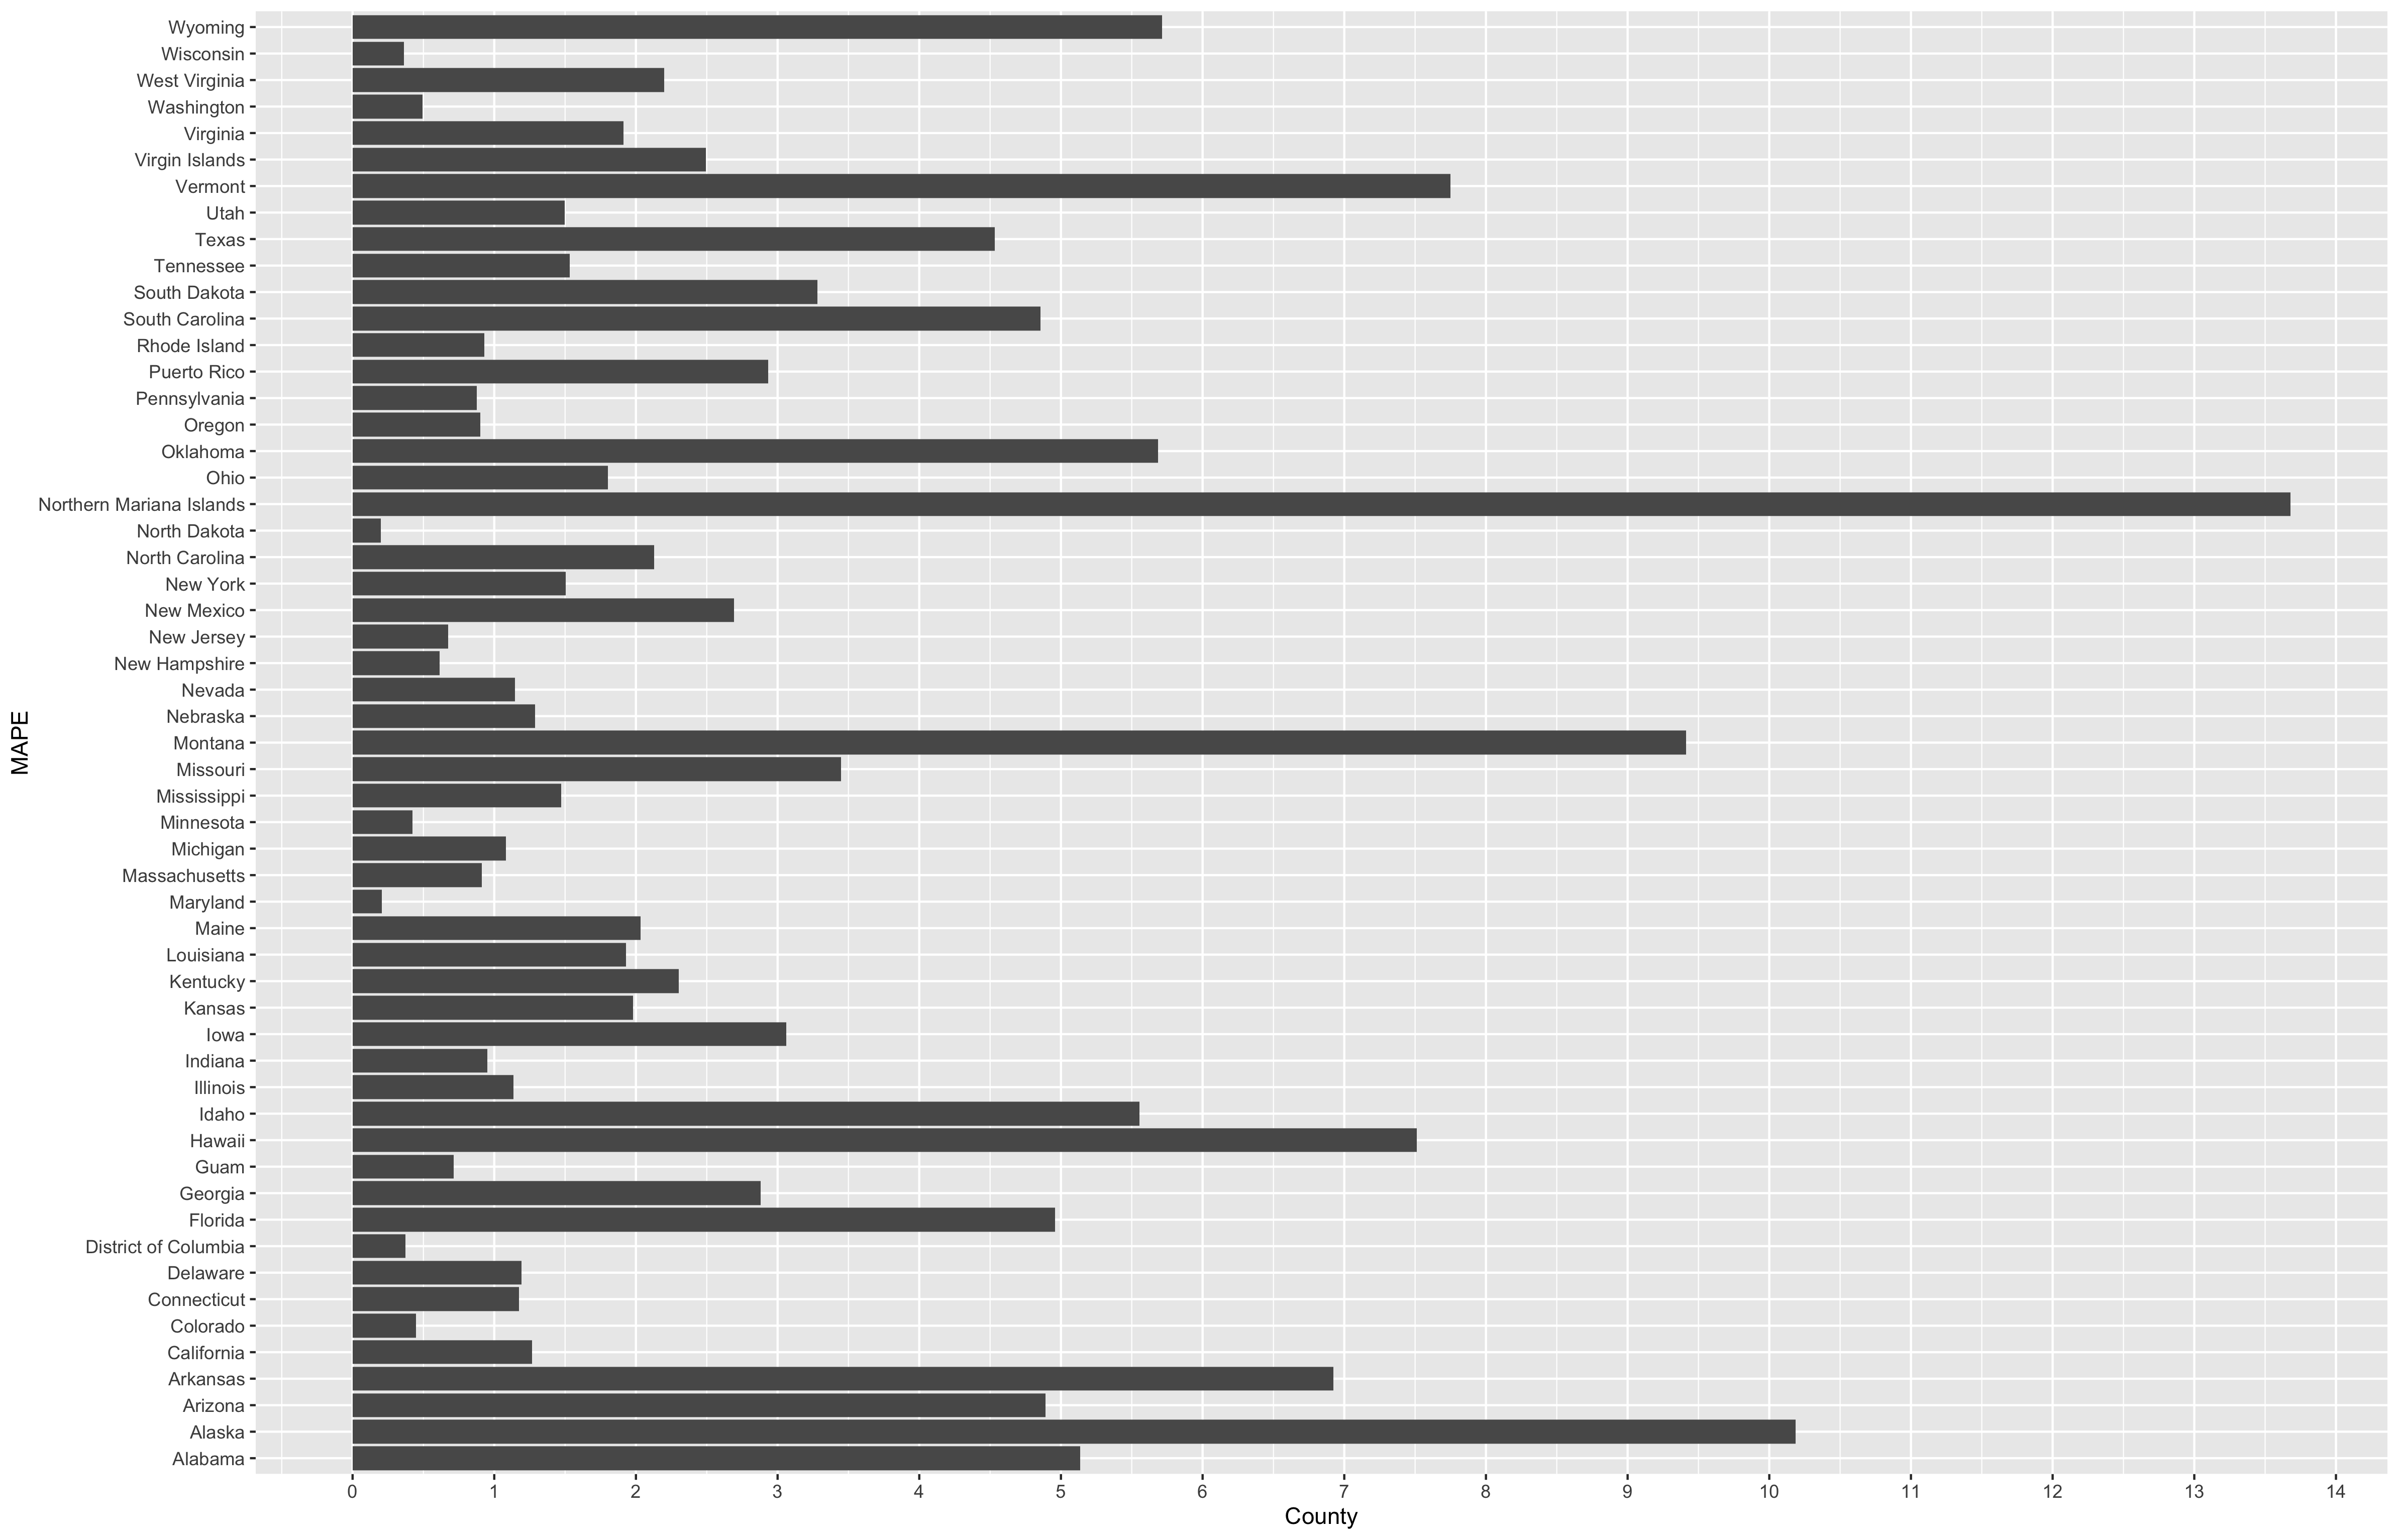 Wyoming
Wisconsin
West Virginia
Washington
Virginia
Virgin Islands
Vermont
Utah
Texas
Tennessee
South Dakota
South Carolina
Rhode Island
Puerto Rico
Pennsylvania
Oregon
Oklahoma
Ohio
Northern Mariana Islands
North Dakota
North Carolina
New York
New Mexico
New Jersey
New Hampshire
Nevada
Nebraska
Montana
Missouri
Mississippi
Minnesota
Michigan
Massachusetts
Maryland
Maine
Louisiana
Kentucky
Kansas
Iowa
Indiana
Illinois
Idaho
Hawaii
Guam
Georgia
Florida
District of Columbia
Delaware
Connecticut
Colorado
California
Arkansas
Arizona
Alaska
Alabama
MAPE
0 1 2 3 4 5 6 7 8 9 10 11 12 13 14
County